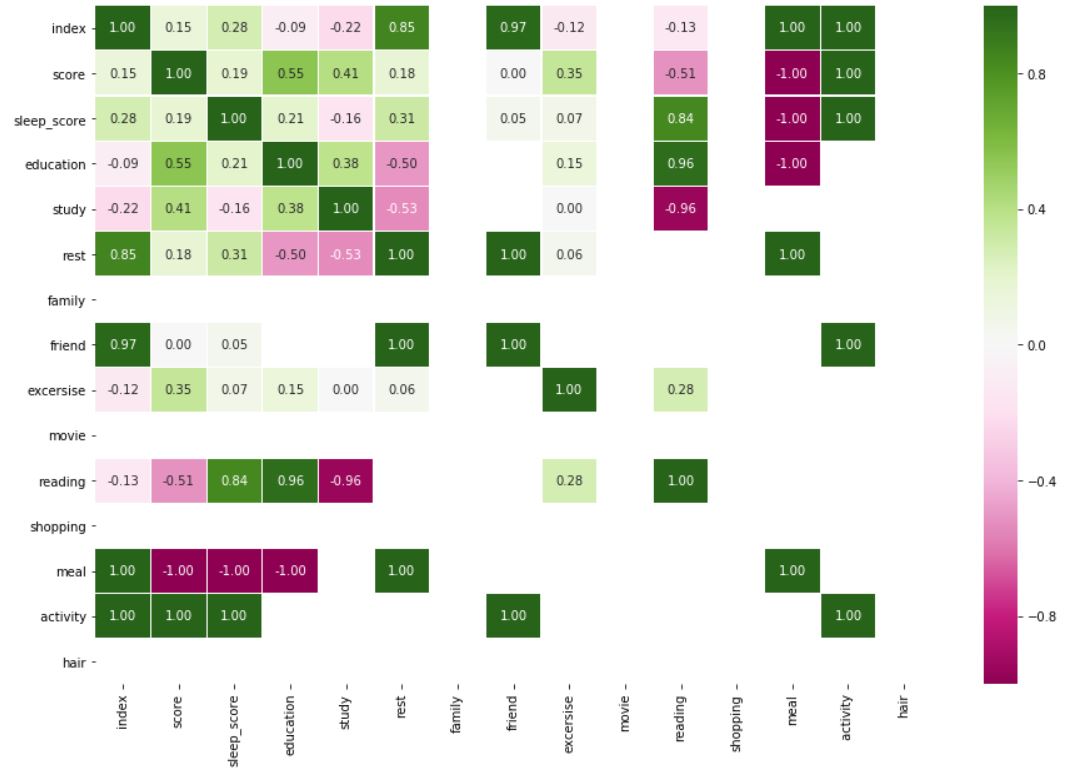 index 1.00 0.15 0.28 -0.09 -0.22 0.85 0.97 -0.12 -0.13 1.00 1.00
score 0.15 1.00 0.19 0.55 0.41 0.18 0.00 0.35 -0.51 -1.00 1.00
sleep_score 0.28 0.19 1.00 0.21 -0.16 0.31 0.05 0.07 0.84 -1.00 1.00
education -0.09 0.55 0.21 1.00 0.38 -0.50 0.15 0.96 -1.00
study -0.22 0.41 -0.16 0.38 1.00 -0.53 0.00 -0.96
rest 0.85 0.18 0.31 -0.50 -0.53 1.00 1.00 0.06 1.00
family
friend 0.97 0.00 0.05 1.00 1.00 1.00
excersise -0.12 0.35 0.07 0.15 0.00 0.06 1.00 0.28
movie
reading -0.13 -0.51 0.84 0.96 -0.96 0.28 1.00
shopping
meal 1.00 -1.00 -1.00 -1.00 1.00 1.00
activity 1.00 1.00 1.00 1.00 1.00
hair
index score sleep_score education study rest family friend excersise movie reading shopping meal activity hair
0.8
0.4
0.0
-0.4
-0.8